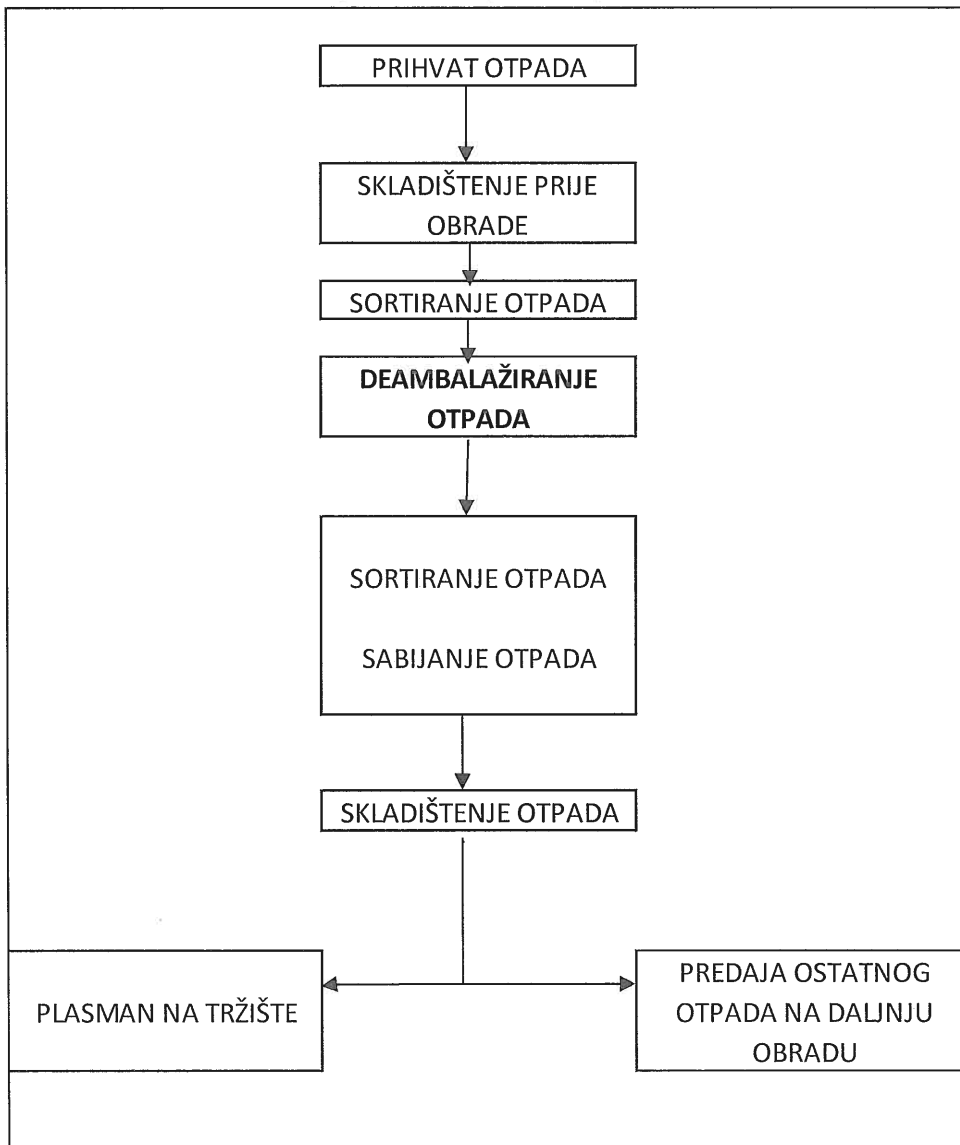 PRIHVAT OTPADA
SKLADIŠTENJE PRIJE
OBRADE
SORTIRANJE OTPADA
DEAMBALAŽIRANJE
OTPADA
SORTIRANJE OTPADA
SABIJANJE OTPADA
SKLADIŠTENJE OTPADA
PLASMAN NA TRŽIŠTE
PREDAJA OSTATNOG
OTPADA NA DALJNJU
OBRADU